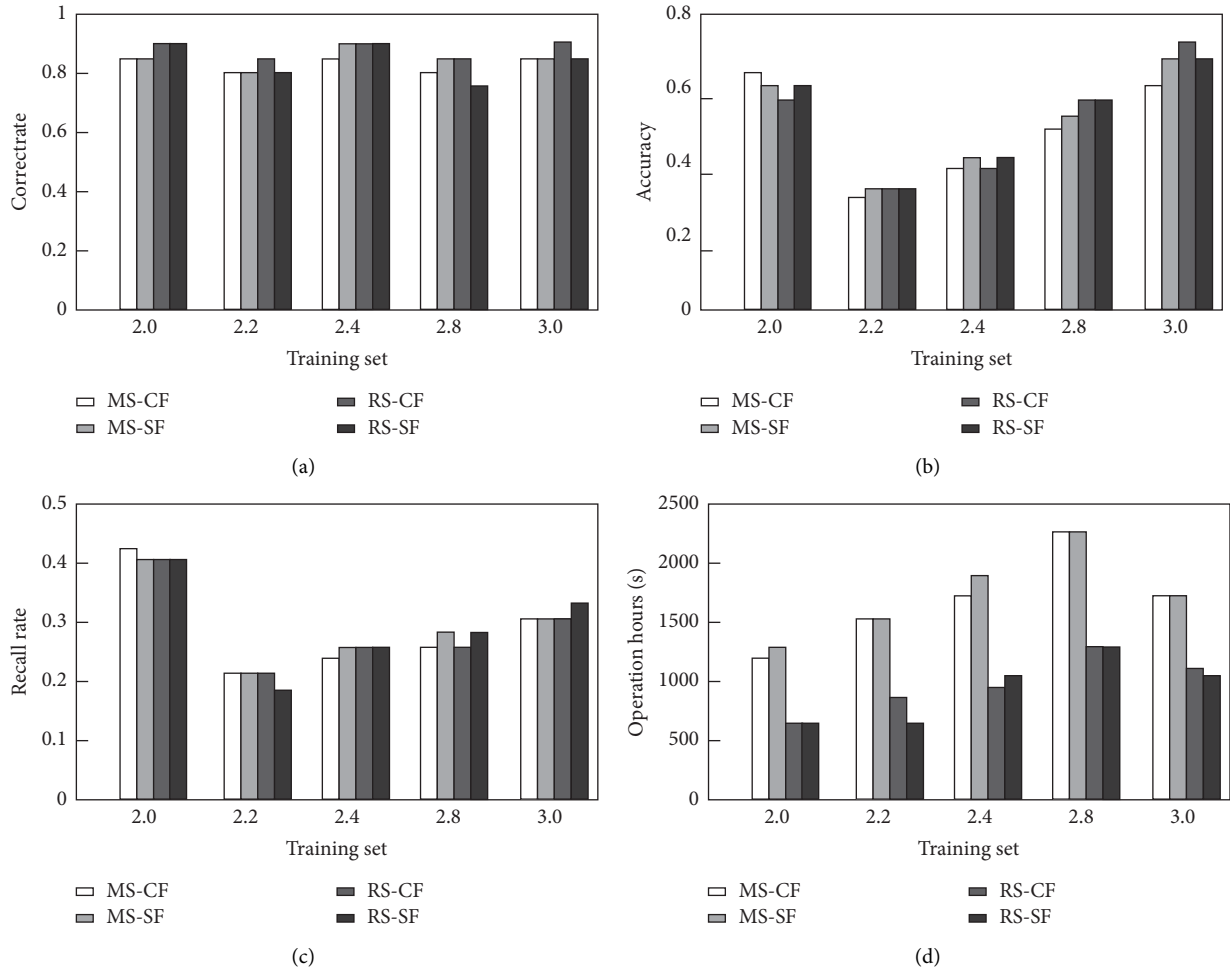 Correctrate
1
0.8
0.6
0.4
0.2
0
2.0 2.2 2.4 2.8 3.0
Training set
MS-CF RS-CF
MS-SF RS-SF
(a)
Accuracy
0.8
0.6
0.4
0.2
0
2.0 2.2 2.4 2.8 3.0
Training set
MS-CF RS-CF
MS-SF RS-SF
(b)
Recall rate
0.5
0.4
0.3
0.2
0.1
0
2.0 2.2 2.4 2.8 3.0
Training set
MS-CF RS-CF
MS-SF RS-SF
(c)
Operation hours (s)
2500
2000
1500
1000
500
0
2.0 2.2 2.4 2.8 3.0
Training set
MS-CF RS-CF
MS-SF RS-SF
(d)